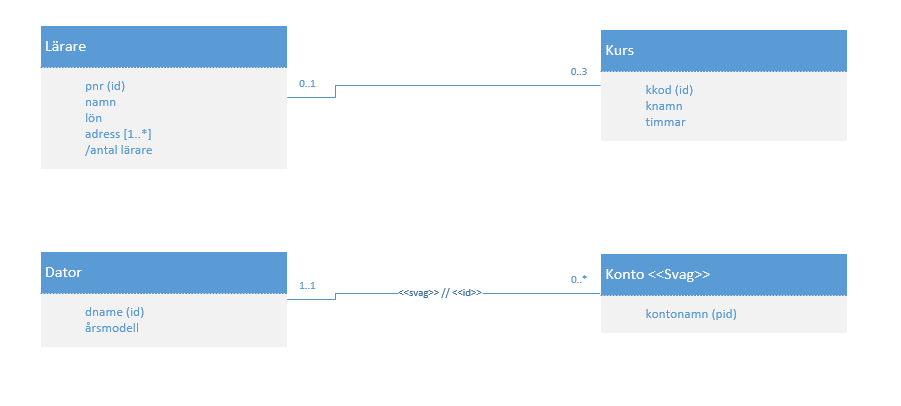 Lärare
pnr (id)
namn
lön
adress [1..*]
/antal lärare
0..1
0..3
Kurs
kkod (id)
knamn
timmar
Dator
dname (id)
årsmodell
1..1
<<svag>> // <<id>>
0..*
Konto <<Svag>>
kontonamn (pid)